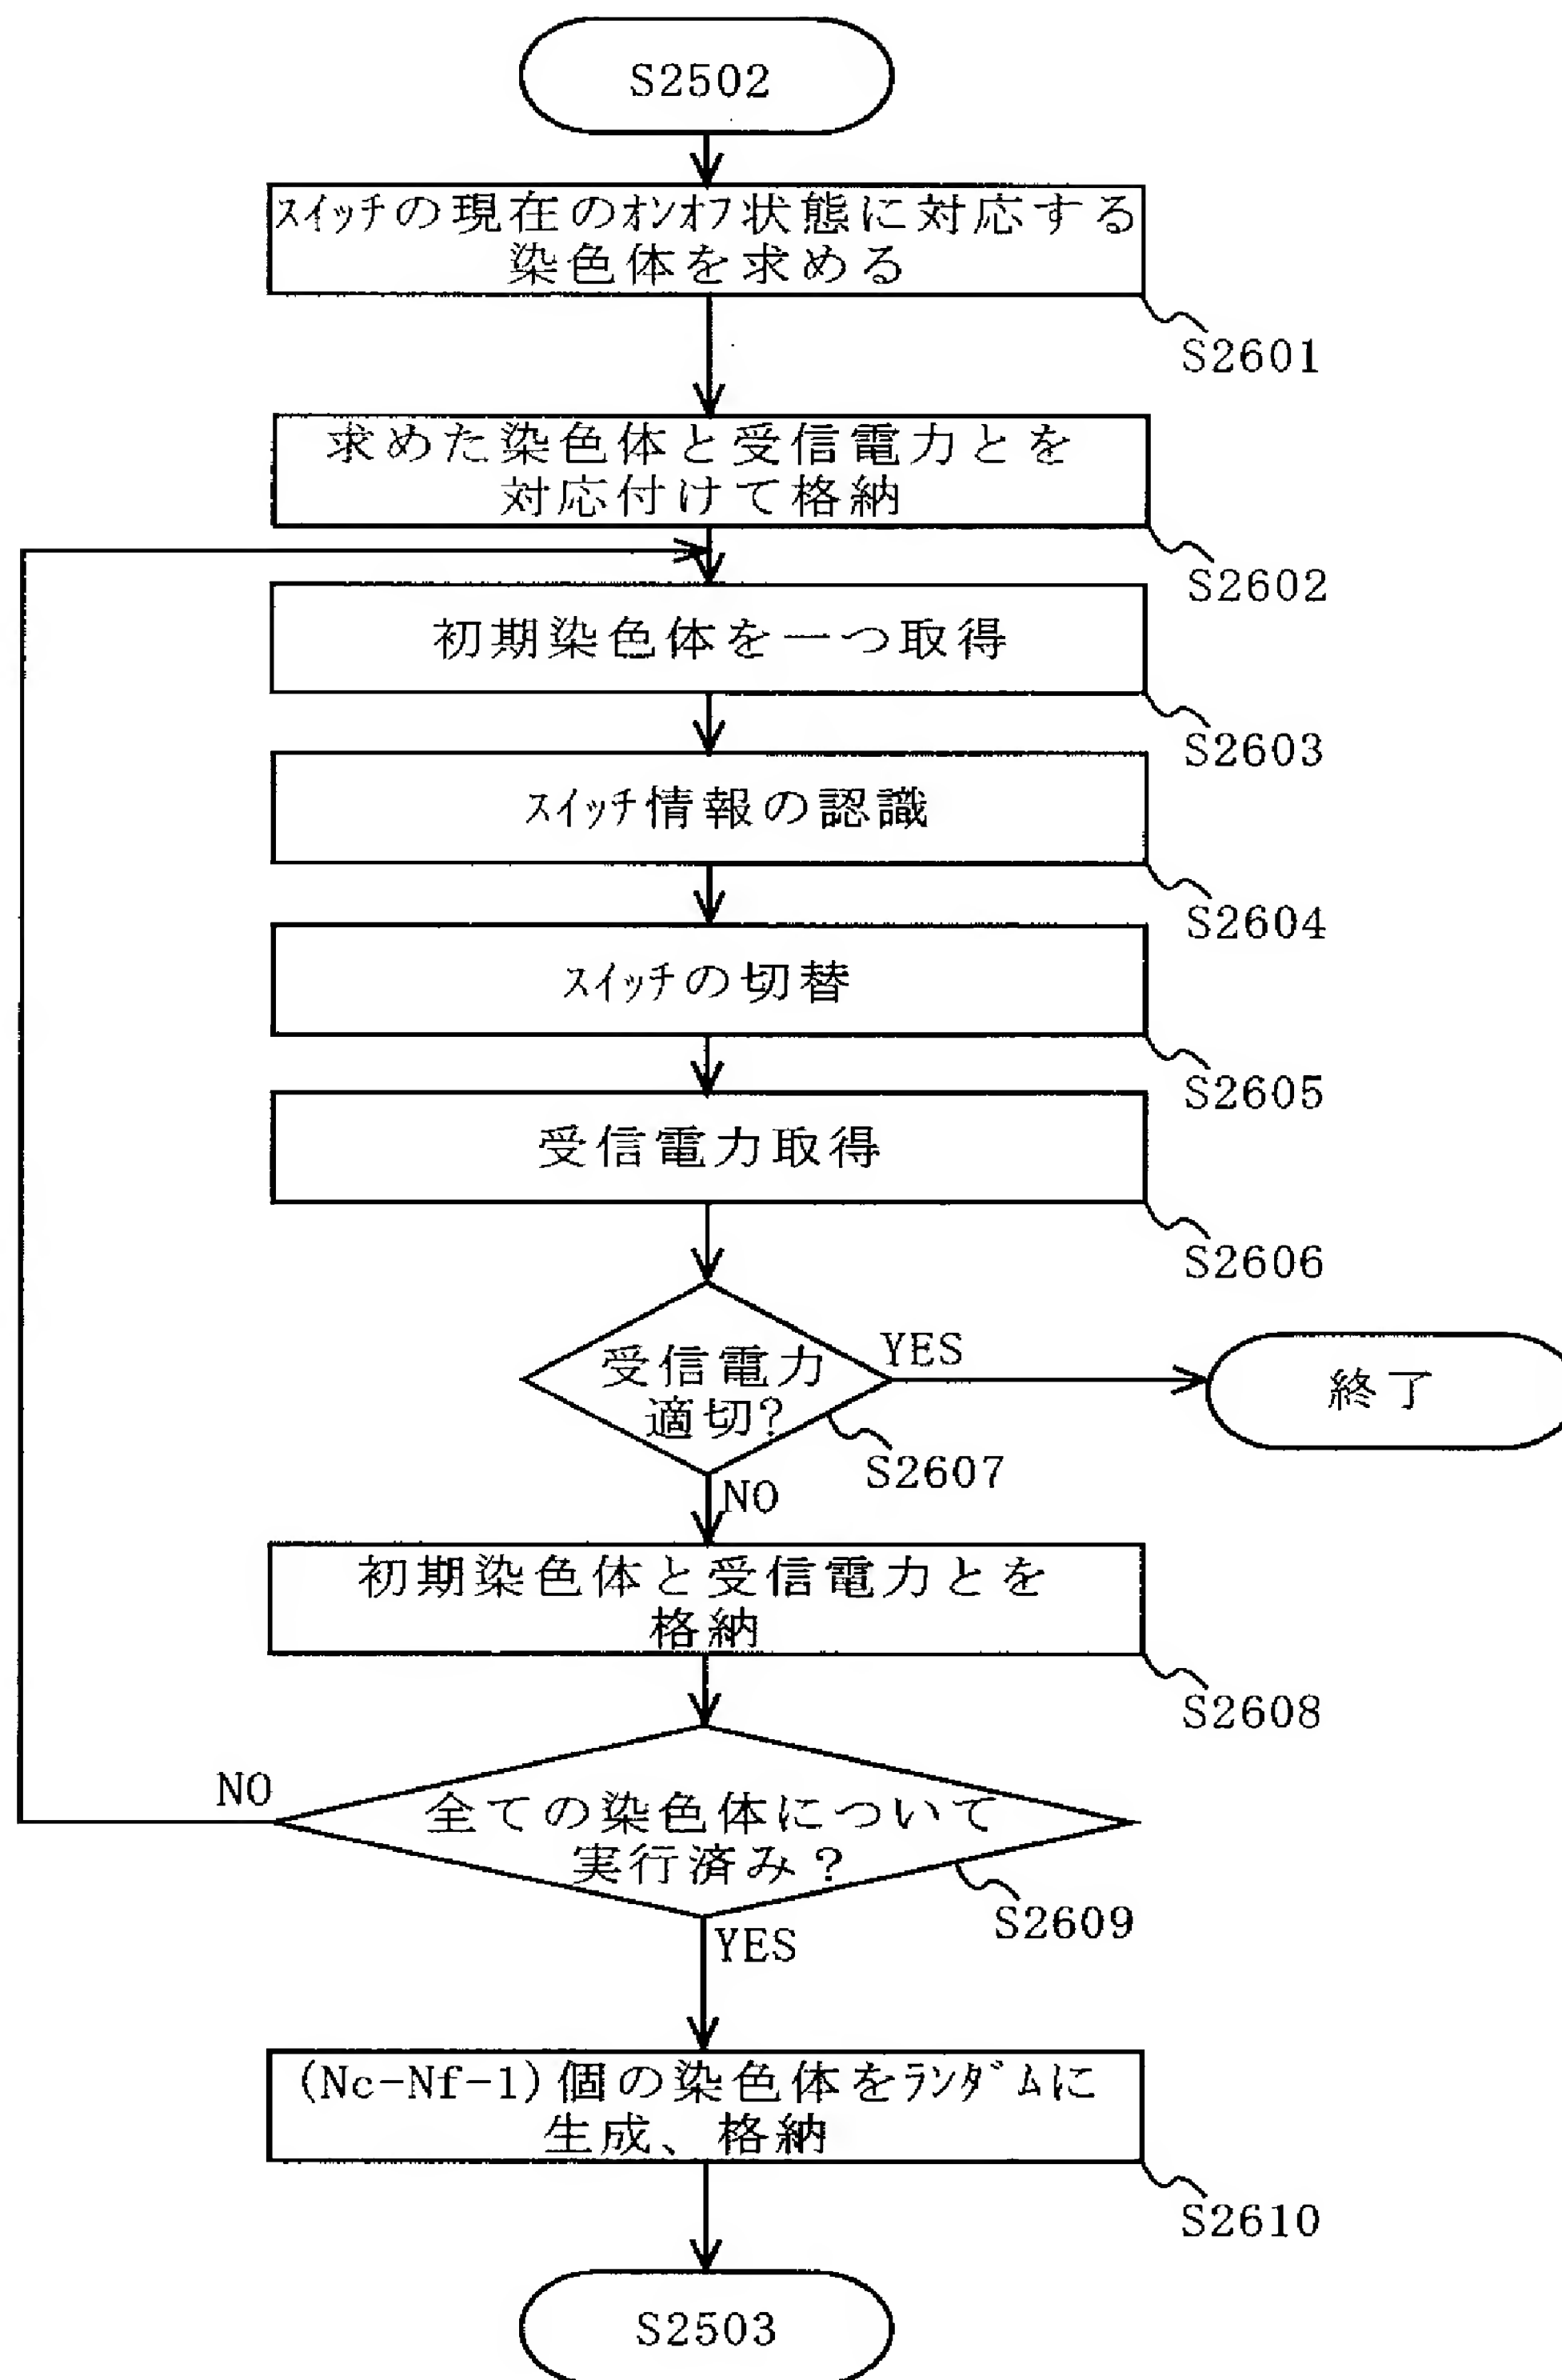 S2502
ｽｲｯﾁの現在のｵﾝｵﾌ状態に対応する
染色体を求める
S2601
求めた染色体と受信電力とを
対応付けて格納
S2602
初期染色体を一つ取得
S2603
ｽｲｯﾁ情報の認識
S2604
ｽｲｯﾁの切替
S2605
受信電力取得
S2606
受信電力
適切?
YES
終了
S2607
NO
初期染色体と受信電力とを
格納
S2608
NO
全ての染色体について
実行済み？
S2609
YES
(Nc-Nf-1)個の染色体をﾗﾝﾀﾞﾑに
生成、格納
S2610
S2503